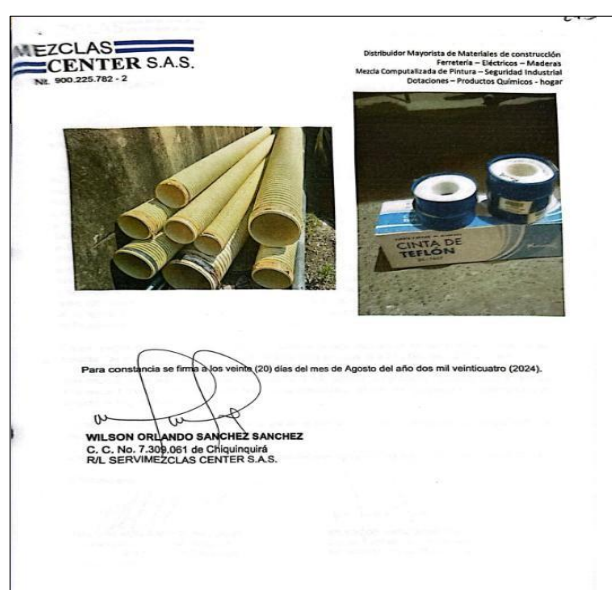 MEZCLAS
CENTER S.A.S.
Nit. 900.225.782 - 2
Distribuidor Mayorista de Materiales de construcción
Ferretería – Eléctricos – Maderas
Mezcla Computalizada de Pintura – Seguridad Industrial
Dotaciones – Productos Químicos - hogar
CINTA DE
TEFLÓN
Para constancia se firma a los veinte (20) días del mes de Agosto del año dos mil veinticuatro (2024).
WILSON ORLANDO SANCHEZ SANCHEZ
C. C. No. 7.309.061 de Chiquinquirá
R/L SERVIMEZCLAS CENTER S.A.S.